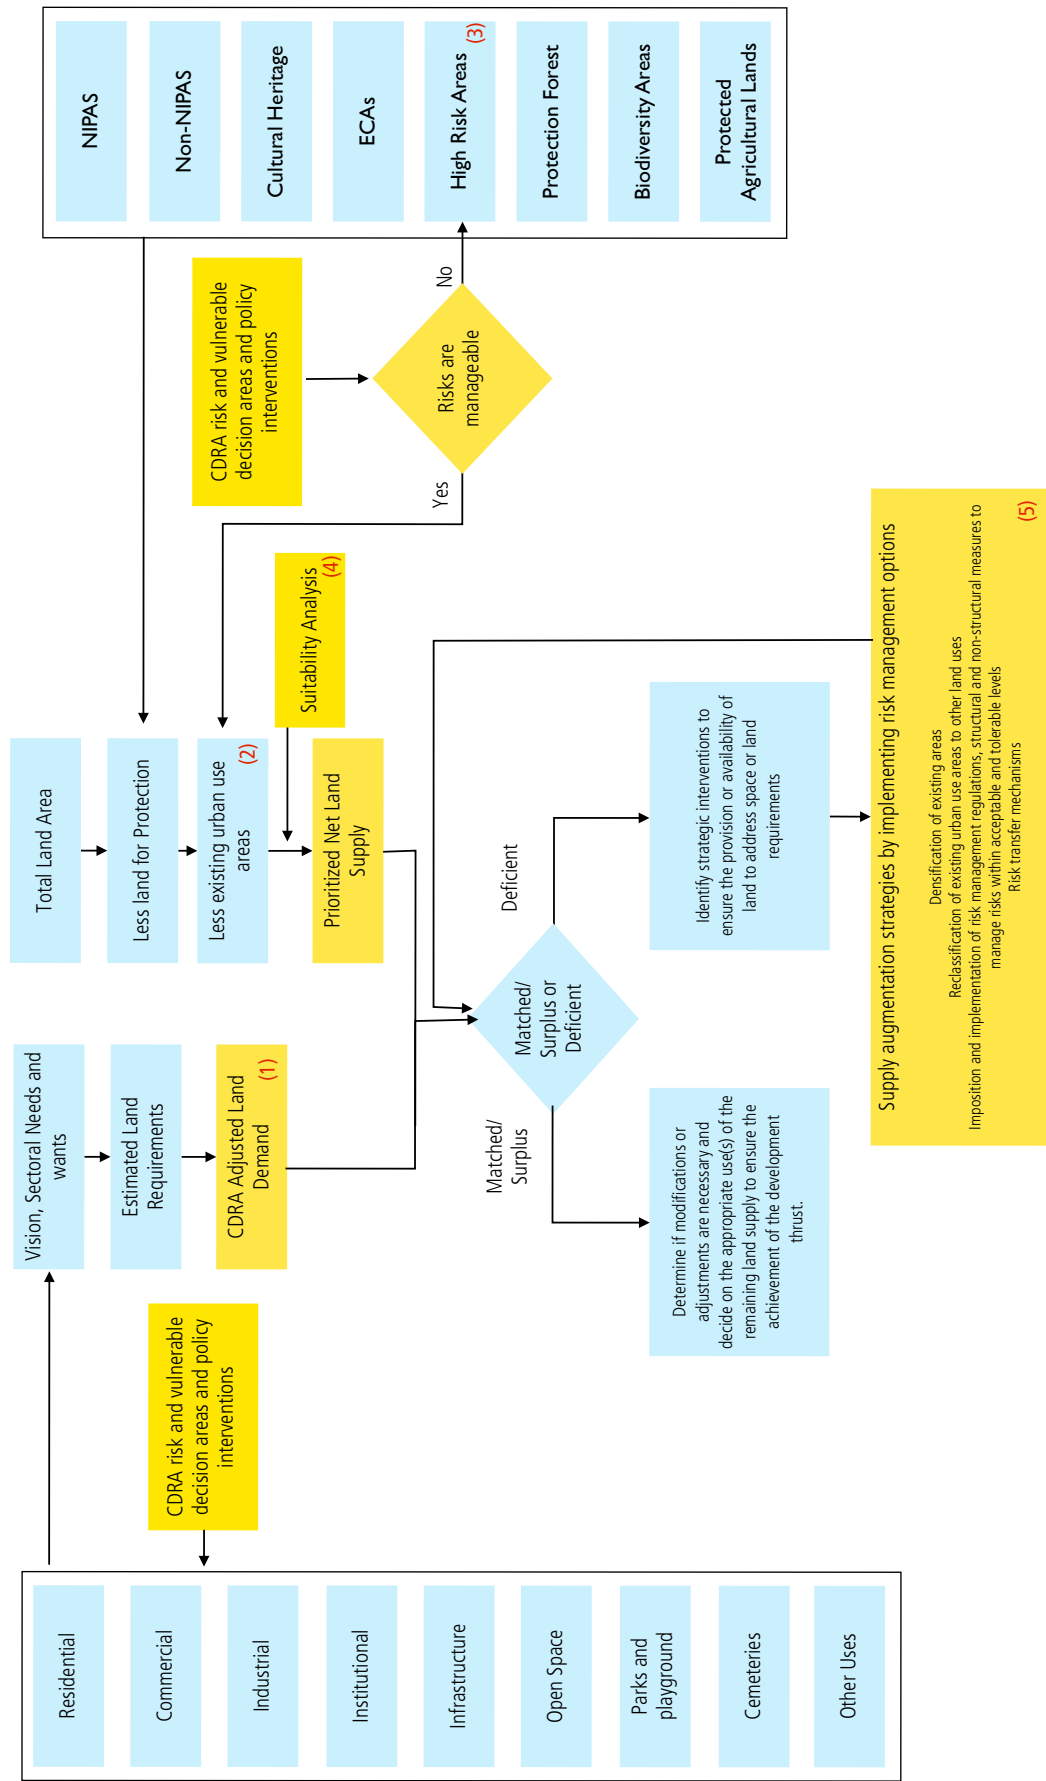 Residential
Commercial
Industrial
Institutional
Infrastructure
Open Space
Parks and
playground
Cemeteries
Other Uses
CDRA risk and vulnerable
decision areas and policy
interventions
Vision, Sectoral Needs and
wants
Estimated Land
Requirements
CDRA Adjusted Land
Demand
(1)
Total Land Area
Less land for Protection
Less existing urban use
areas
(2)
Prioritized Net Land
Supply
Suitability Analysis
(4)
CDRA risk and vulnerable
decision areas and policy
interventions
Risks are
manageable
Yes
No
NIPAS
Non-NIPAS
Cultural Heritage
ECAs
High Risk Areas
(3)
Protection Forest
Biodiversity Areas
Protected
Agricultural Lands
Matched/
Surplus or
Deficient
Matched/
Surplus
Deficient
Determine if modifications or
adjustments are necessary and
decide on the appropriate use(s) of the
remaining land supply to ensure the
achievement of the development
thrust.
Identify strategic interventions to
ensure the provision or availability of
land to address space or land
requirements
Supply augmentation strategies by implementing risk management options
Densification of existing areas
Reclassification of existing urban use areas to other land uses
Imposition and implementation of risk management regulations, structural and non-structural measures to
manage risks within acceptable and tolerable levels
Risk transfer mechanisms
(5)